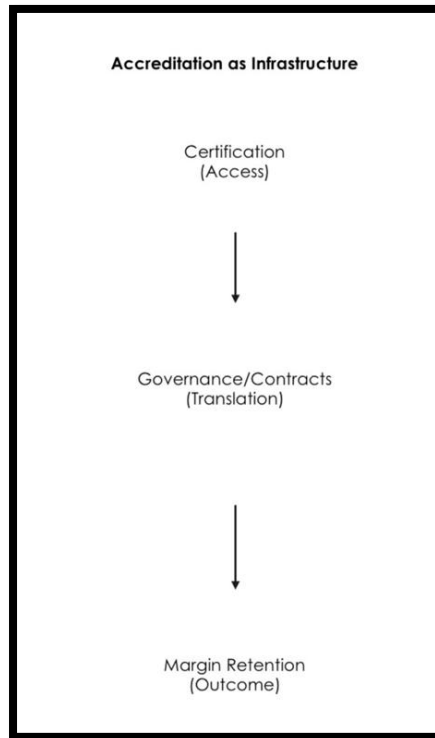 Accreditation as Infrastructure
Certification
(Access)
Governance/Contracts
(Translation)
Margin Retention
(Outcome)